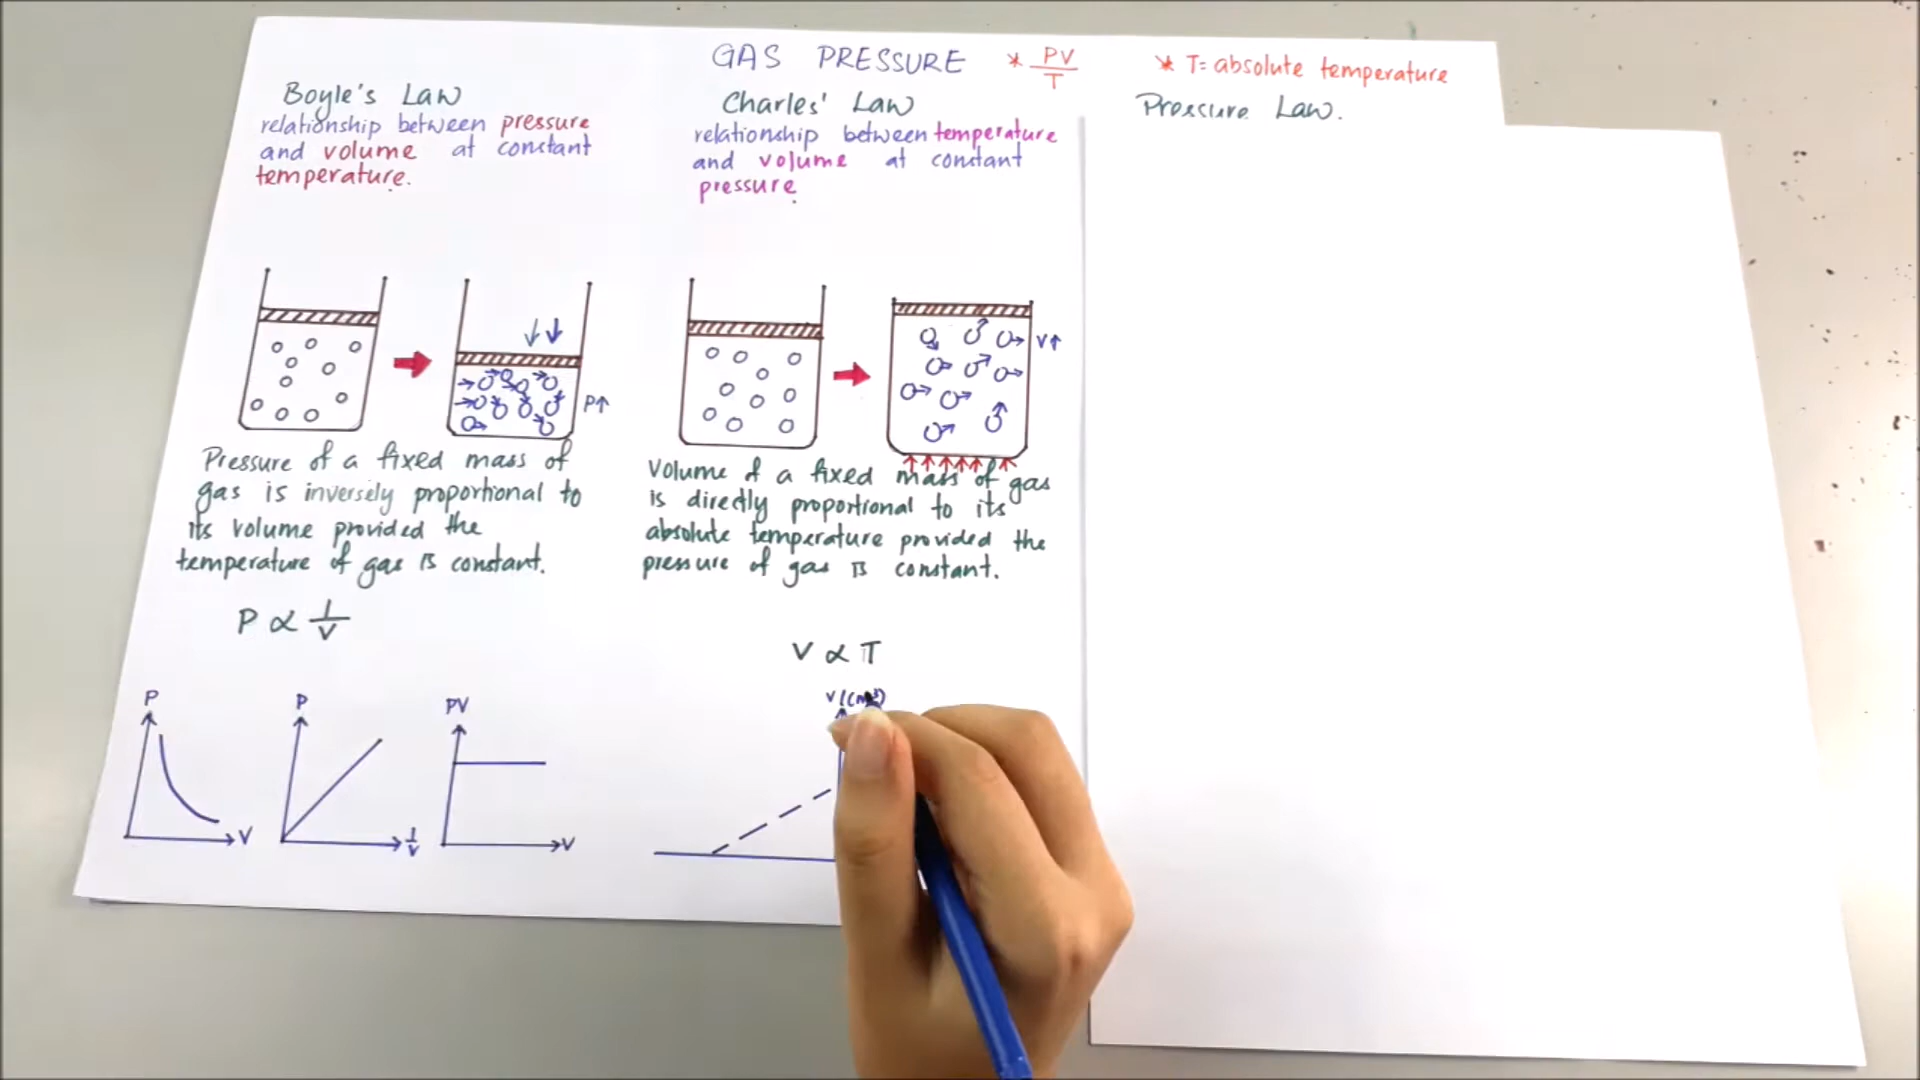 GAS PRESSURE * PV/T
* T= absolute temperature
Boyle's Law
relationship between pressure
and volume at constant
temperature.
P↑
Pressure of a fixed mass of
gas is inversely proportional to
its volume provided the
temperature of gas is constant.
P ∝ 1/V
P
V
P
1/V
PV
V
Charles' Law
relationship between temperature
and volume at constant
pressure.
V↑
Volume of a fixed mass of gas
is directly proportional to its
absolute temperature provided the
pressure of gas is constant.
V ∝ T
Pressure Law.